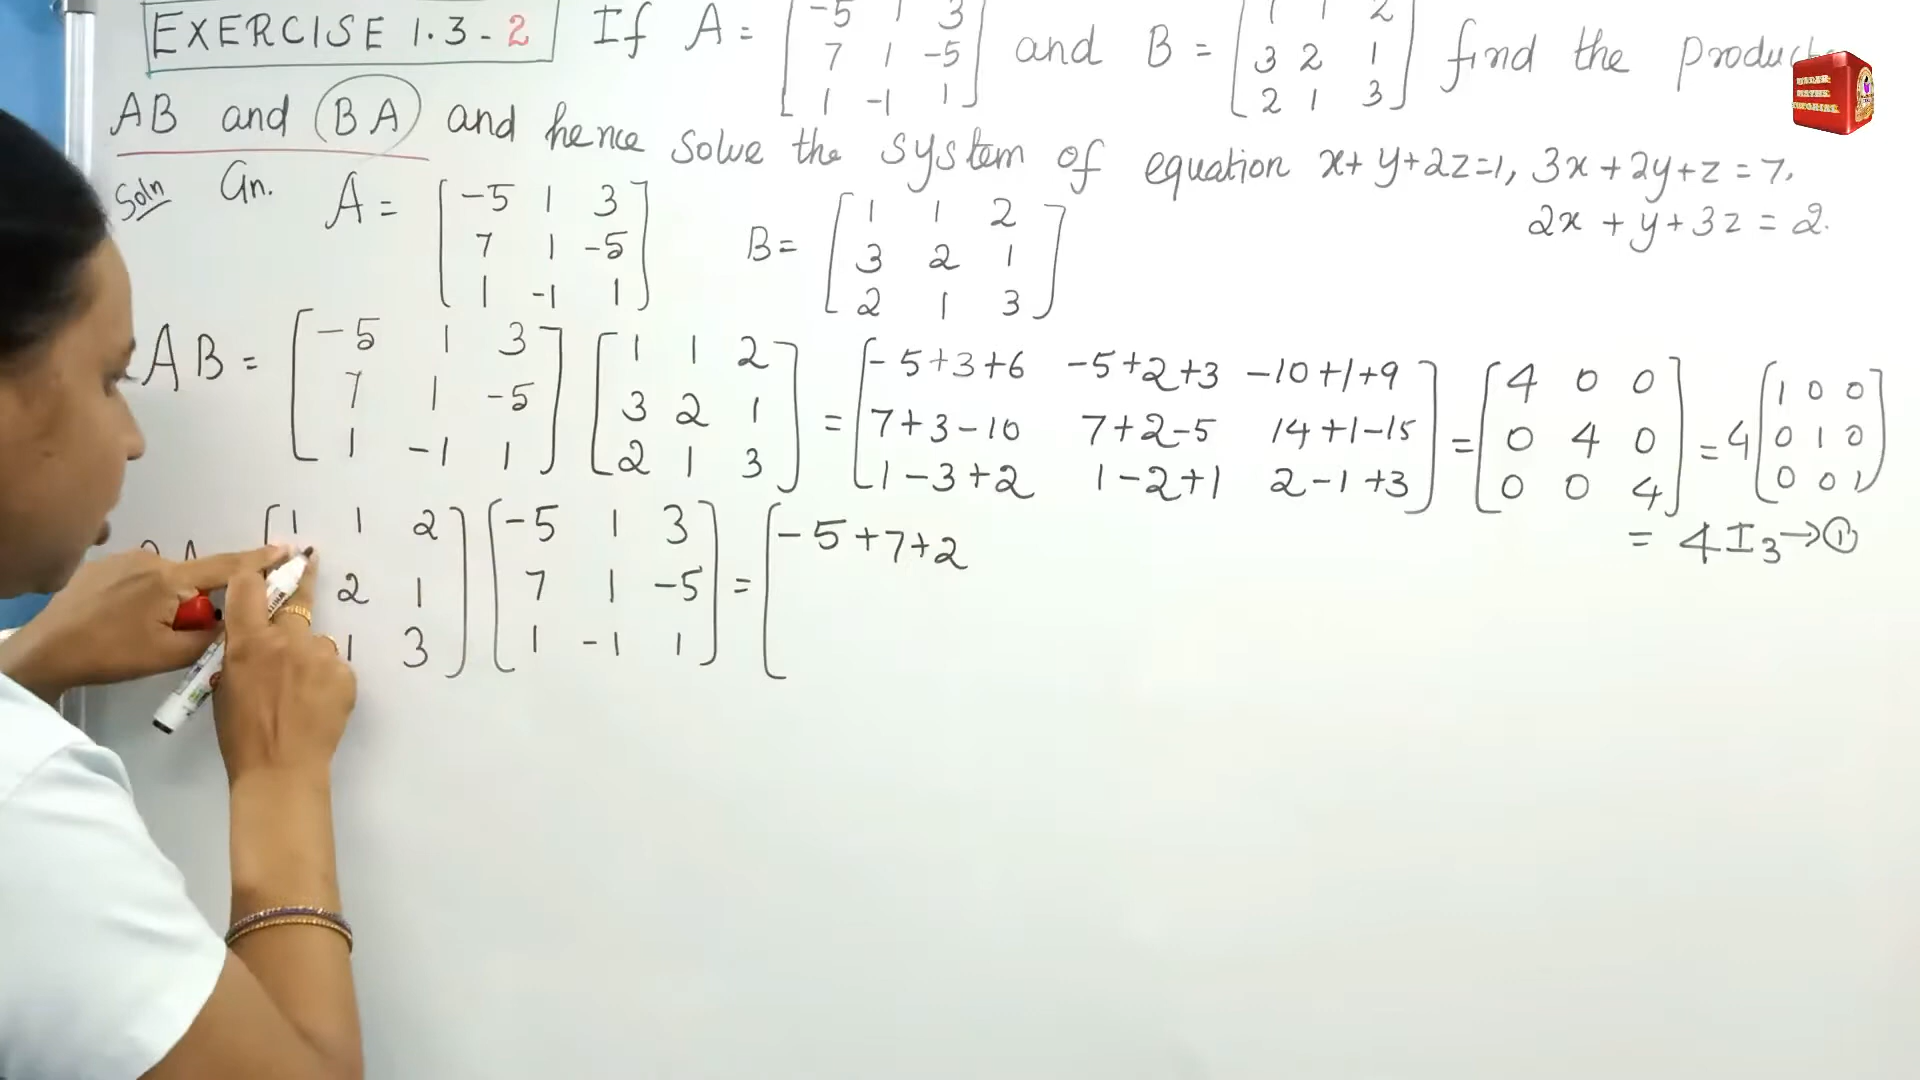 EXERCISE 1.3-2 If A = [-5 1 3 and B = [1 1 2 find the product
7 1 -5 3 2 1
1 -1 1] 2 1 3]
AB and BA and hence solve the system of equation x+y+2z=1, 3x+2y+z=7,
2x+y+3z=2.
Soln Gn. A = [-5 1 3 B = [1 1 2
7 1 -5 3 2 1
1 -1 1] 2 1 3]
AB = [-5 1 3 [1 1 2 = [-5+3+6 -5+2+3 -10+1+9 = [4 0 0 = 4 [1 0 0
7 1 -5 3 2 1 7+3-10 7+2-5 14+1-15 0 4 0 0 1 0
1 -1 1] 2 1 3] 1-3+2 1-2+1 2-1+3] 0 0 4] 0 0 1]
= 4I3 → ①
[1 1 2 [-5 1 3 = [-5+7+2
2 1 7 1 -5
1 3] 1 -1 1]